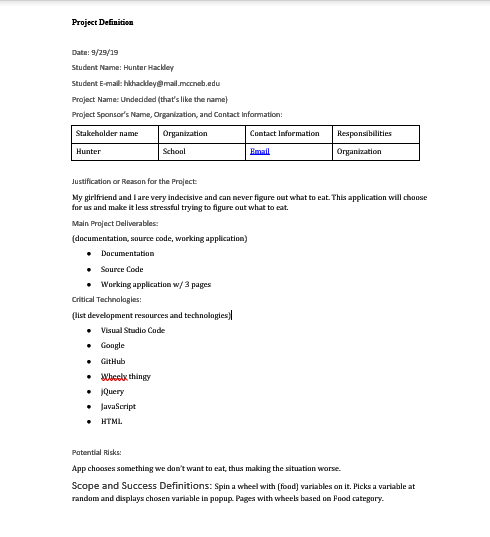 Project Definition
Date: 9/29/19
Student Name: Hunter Hackley
Student E-mail: hkhackley@mail.mccneb.edu
Project Name: Undecided (that's like the name)
Project Sponsor's Name, Organization, and Contact Information:
Stakeholder name Organization Contact Information Responsibilities
Hunter School Email Organization
Justification or Reason for the Project:
My girlfriend and I are very indecisive and can never figure out what to eat. This application will choose
for us and make it less stressful trying to figure out what to eat.
Main Project Deliverables:
(documentation, source code, working application)
● Documentation
● Source Code
● Working application w/ 3 pages
Critical Technologies:
(list development resources and technologies)
● Visual Studio Code
● Google
● GitHub
● Wheely thingy
● jQuery
● JavaScript
● HTML
Potential Risks:
App chooses something we don't want to eat, thus making the situation worse.
Scope and Success Definitions: Spin a wheel with (food) variables on it. Picks a variable at
random and displays chosen variable in popup. Pages with wheels based on Food category.